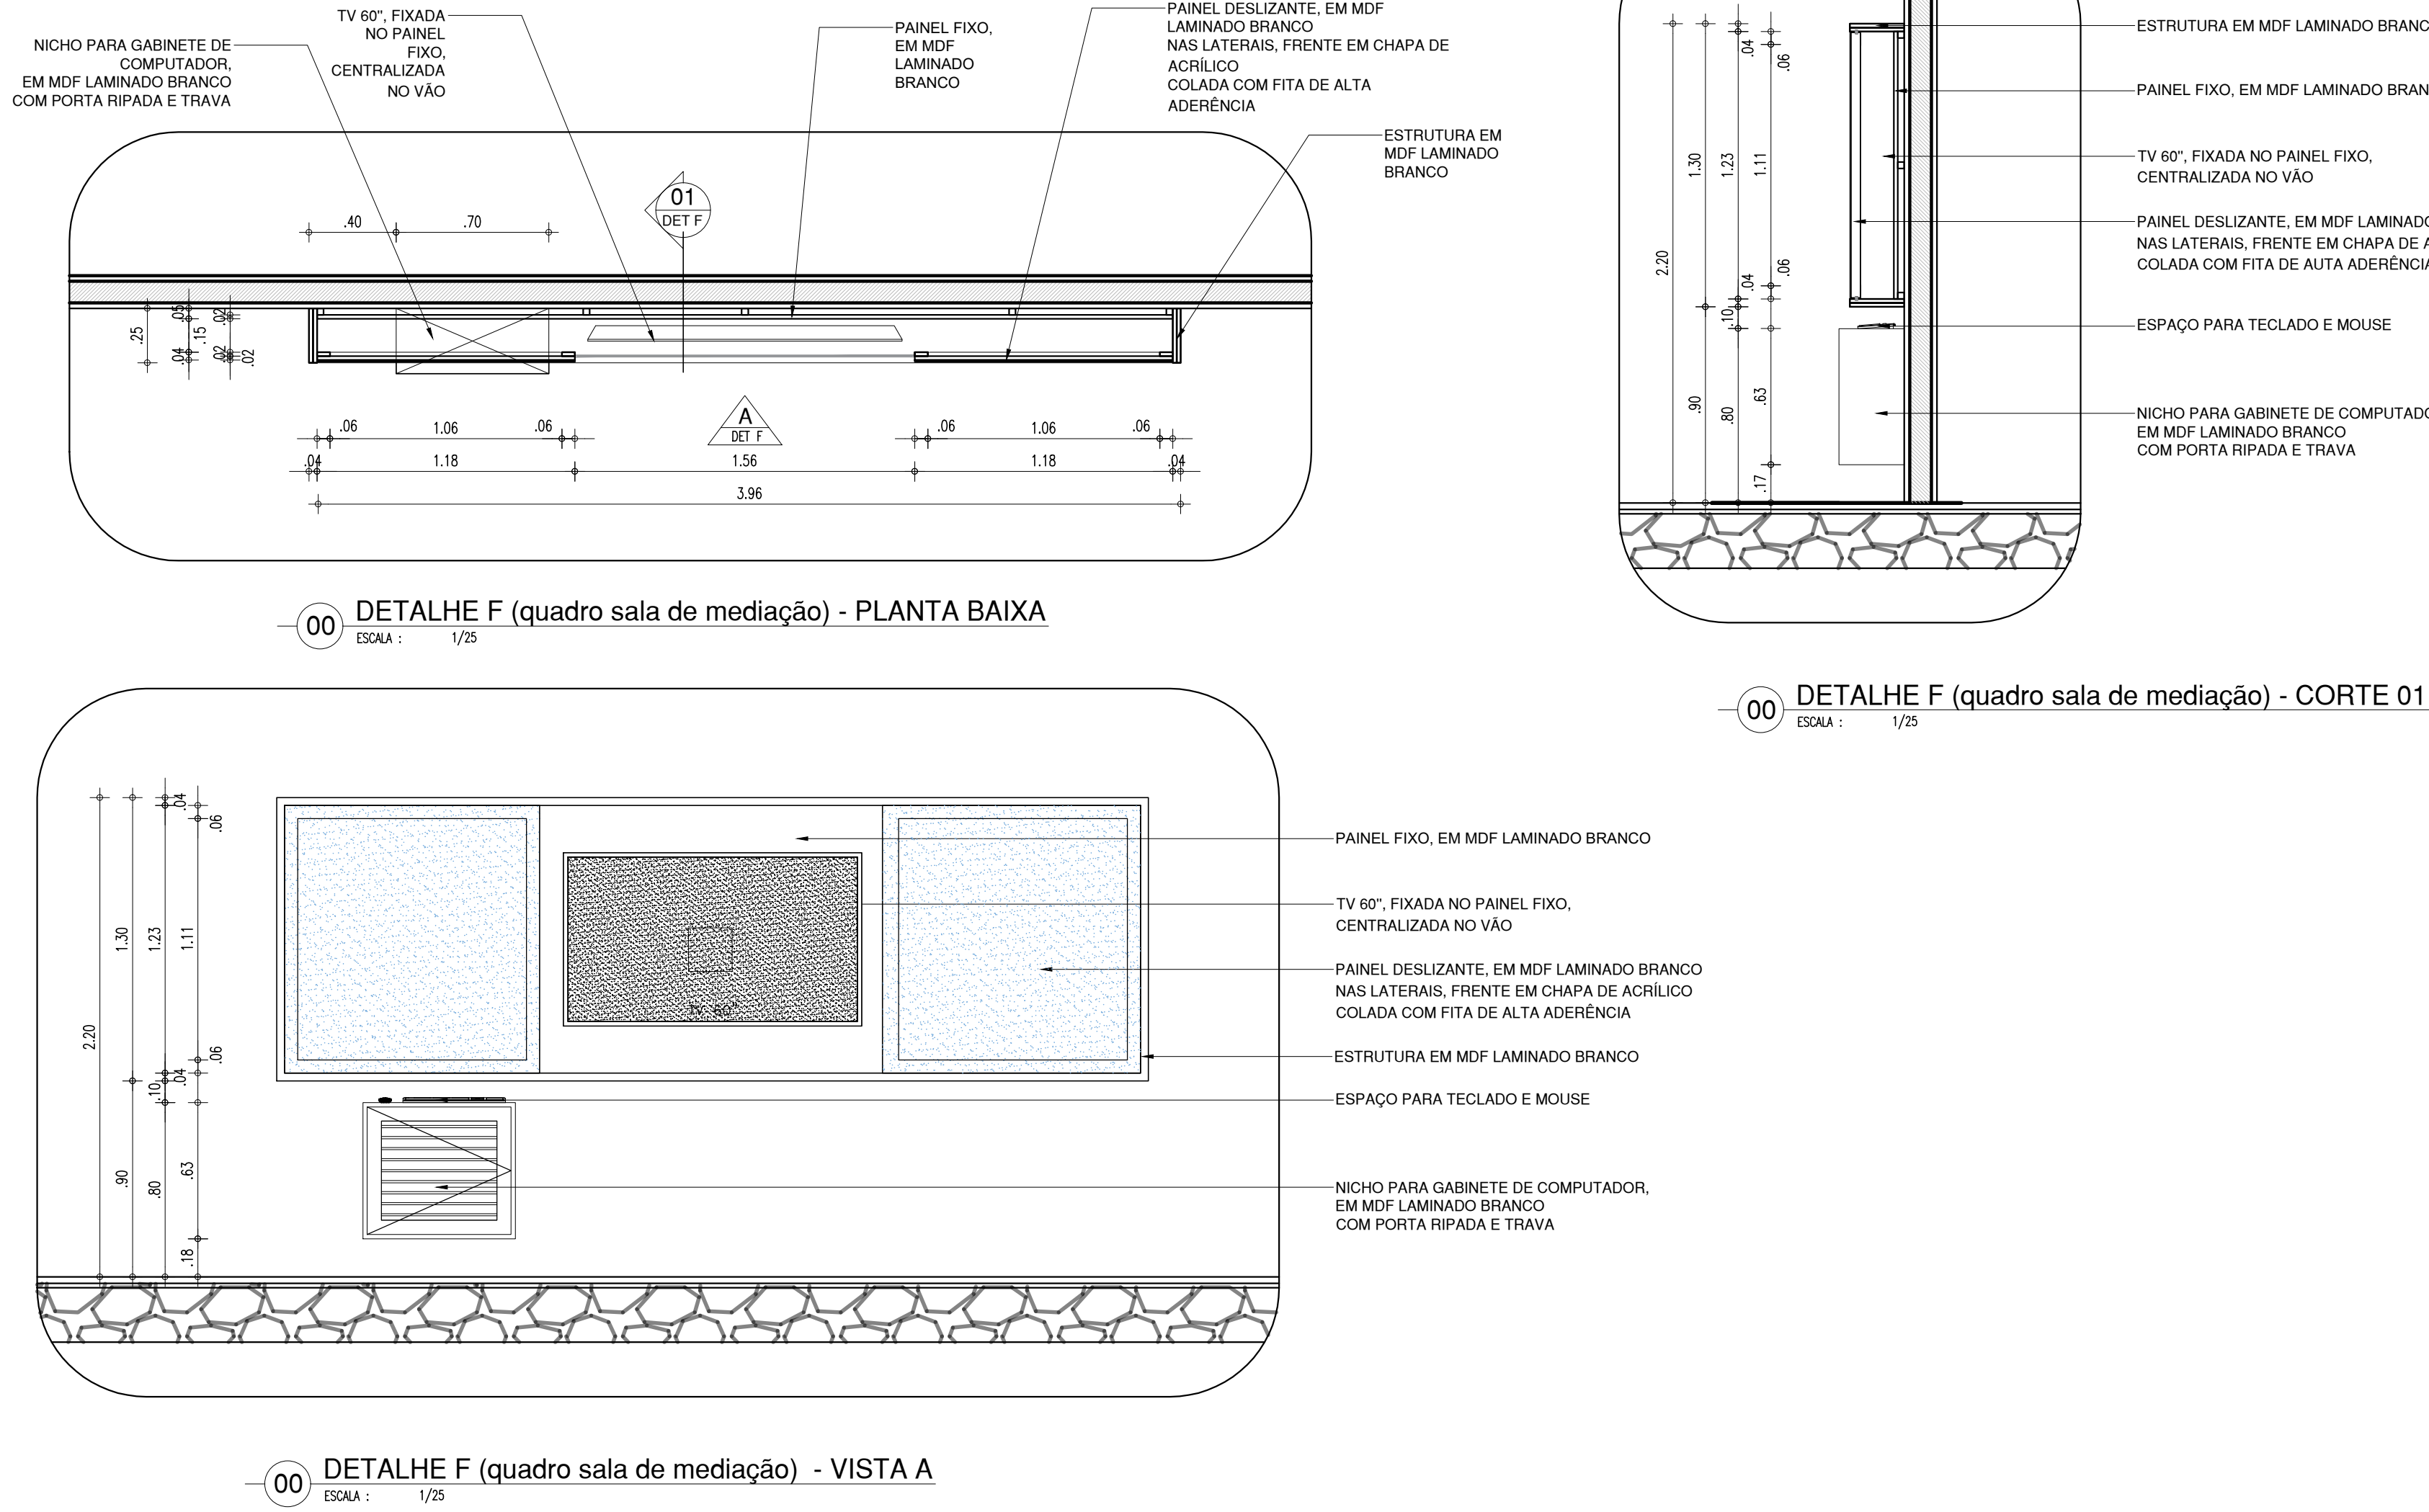 NICHO PARA GABINETE DE
COMPUTADOR,
EM MDF LAMINADO BRANCO
COM PORTA RIPADA E TRAVA
TV 60", FIXADA
NO PAINEL
FIXO,
CENTRALIZADA
NO VÃO
PAINEL FIXO,
EM MDF
LAMINADO
BRANCO
PAINEL DESLIZANTE, EM MDF
LAMINADO BRANCO
NAS LATERAIS, FRENTE EM CHAPA DE
ACRÍLICO
COLADA COM FITA DE ALTA
ADERÊNCIA
ESTRUTURA EM
MDF LAMINADO
BRANCO
01
DET F
.40 .70
.25 .05 .15 .04 .02 .02 .02
A
DET F
.06 1.06 .06 .06 1.06 .06
.04 1.18 1.56 1.18 .04
3.96
00 DETALHE F (quadro sala de mediação) - PLANTA BAIXA
ESCALA : 1/25
ESTRUTURA EM MDF LAMINADO BRANC
PAINEL FIXO, EM MDF LAMINADO BRAN
TV 60", FIXADA NO PAINEL FIXO,
CENTRALIZADA NO VÃO
PAINEL DESLIZANTE, EM MDF LAMINADO
NAS LATERAIS, FRENTE EM CHAPA DE A
COLADA COM FITA DE AUTA ADERÊNCIA
ESPAÇO PARA TECLADO E MOUSE
NICHO PARA GABINETE DE COMPUTADO
EM MDF LAMINADO BRANCO
COM PORTA RIPADA E TRAVA
.04 .06
1.30 1.23 1.11
2.20
.04 .06
.10
.90 .80 .63
.17
00 DETALHE F (quadro sala de mediação) - CORTE 01
ESCALA : 1/25
.04 .06
1.30 1.23 1.11
2.20
.06
.10 .04
.90 .80 .63
.18
TV 60"
PAINEL FIXO, EM MDF LAMINADO BRANCO
TV 60", FIXADA NO PAINEL FIXO,
CENTRALIZADA NO VÃO
PAINEL DESLIZANTE, EM MDF LAMINADO BRANCO
NAS LATERAIS, FRENTE EM CHAPA DE ACRÍLICO
COLADA COM FITA DE ALTA ADERÊNCIA
ESTRUTURA EM MDF LAMINADO BRANCO
ESPAÇO PARA TECLADO E MOUSE
NICHO PARA GABINETE DE COMPUTADOR,
EM MDF LAMINADO BRANCO
COM PORTA RIPADA E TRAVA
00 DETALHE F (quadro sala de mediação) - VISTA A
ESCALA : 1/25